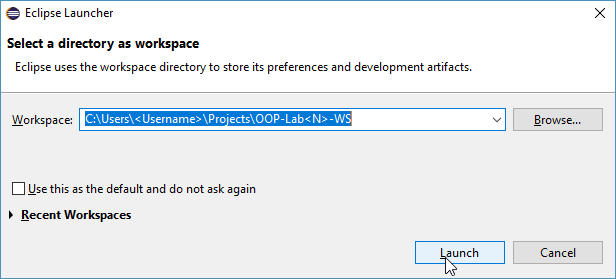 Eclipse Launcher
Select a directory as workspace
Eclipse uses the workspace directory to store its preferences and development artifacts.
Workspace: C:\Users\<Username>\Projects\OOP-Lab<N>-WS Browse...
Use this as the default and do not ask again
Recent Workspaces
Launch Cancel